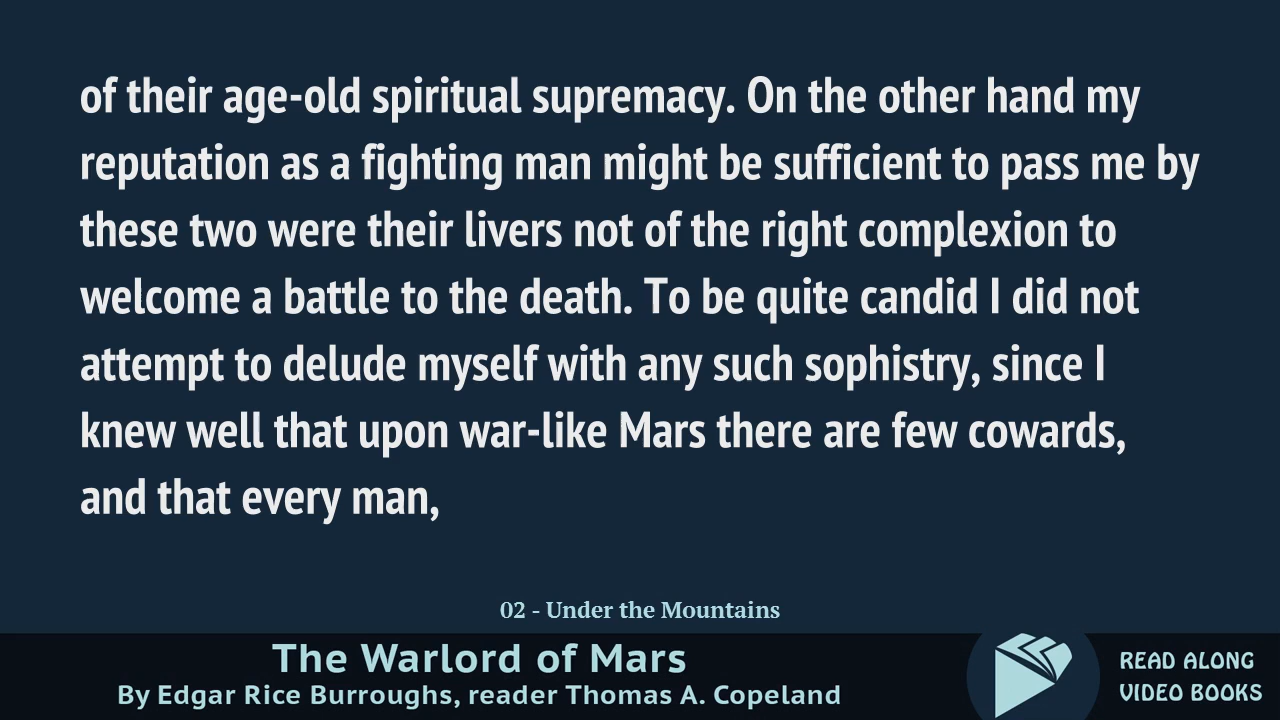 of their age-old spiritual supremacy. On the other hand my
reputation as a fighting man might be sufficient to pass me by
these two were their livers not of the right complexion to
welcome a battle to the death. To be quite candid I did not
attempt to delude myself with any such sophistry, since I
knew well that upon war-like Mars there are few cowards,
and that every man,
02 - Under the Mountains
The Warlord of Mars
By Edgar Rice Burroughs, reader Thomas A. Copeland
READ ALONG
VIDEO BOOKS